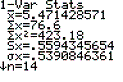 1-Var Stats
x̄=5.471428571
Σx=76.6
Σx²=423.18
Sx=.5594345654
σx=.5390846361
↓n=14